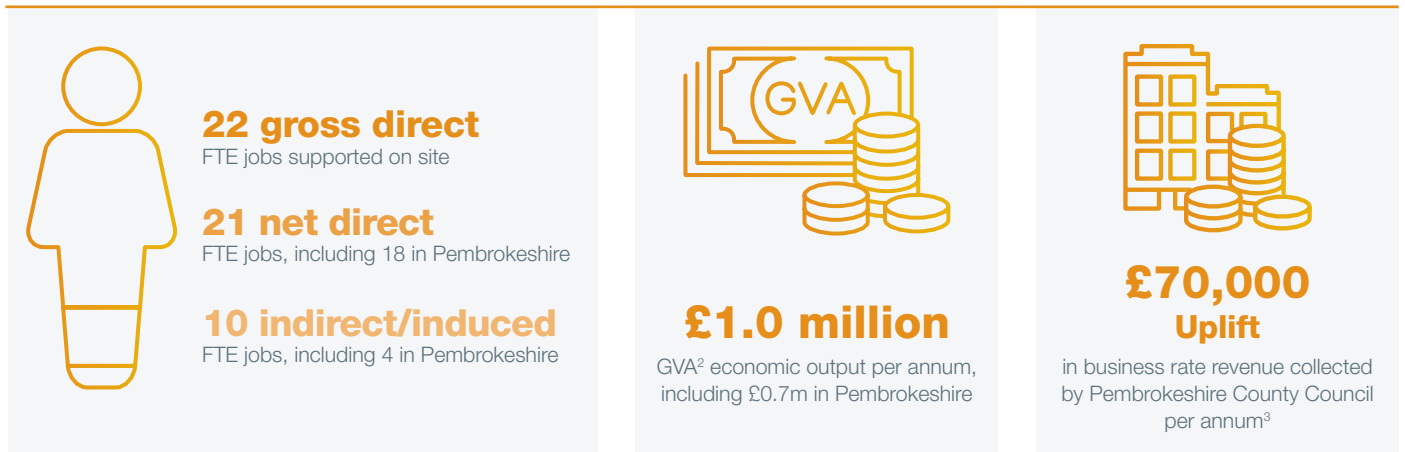 22 gross direct
FTE jobs supported on site
21 net direct
FTE jobs, including 18 in Pembrokeshire
10 indirect/induced
FTE jobs, including 4 in Pembrokeshire
GVA
£1.0 million
GVA² economic output per annum,
including £0.7m in Pembrokeshire
£70,000
Uplift
in business rate revenue collected
by Pembrokeshire County Council
per annum³